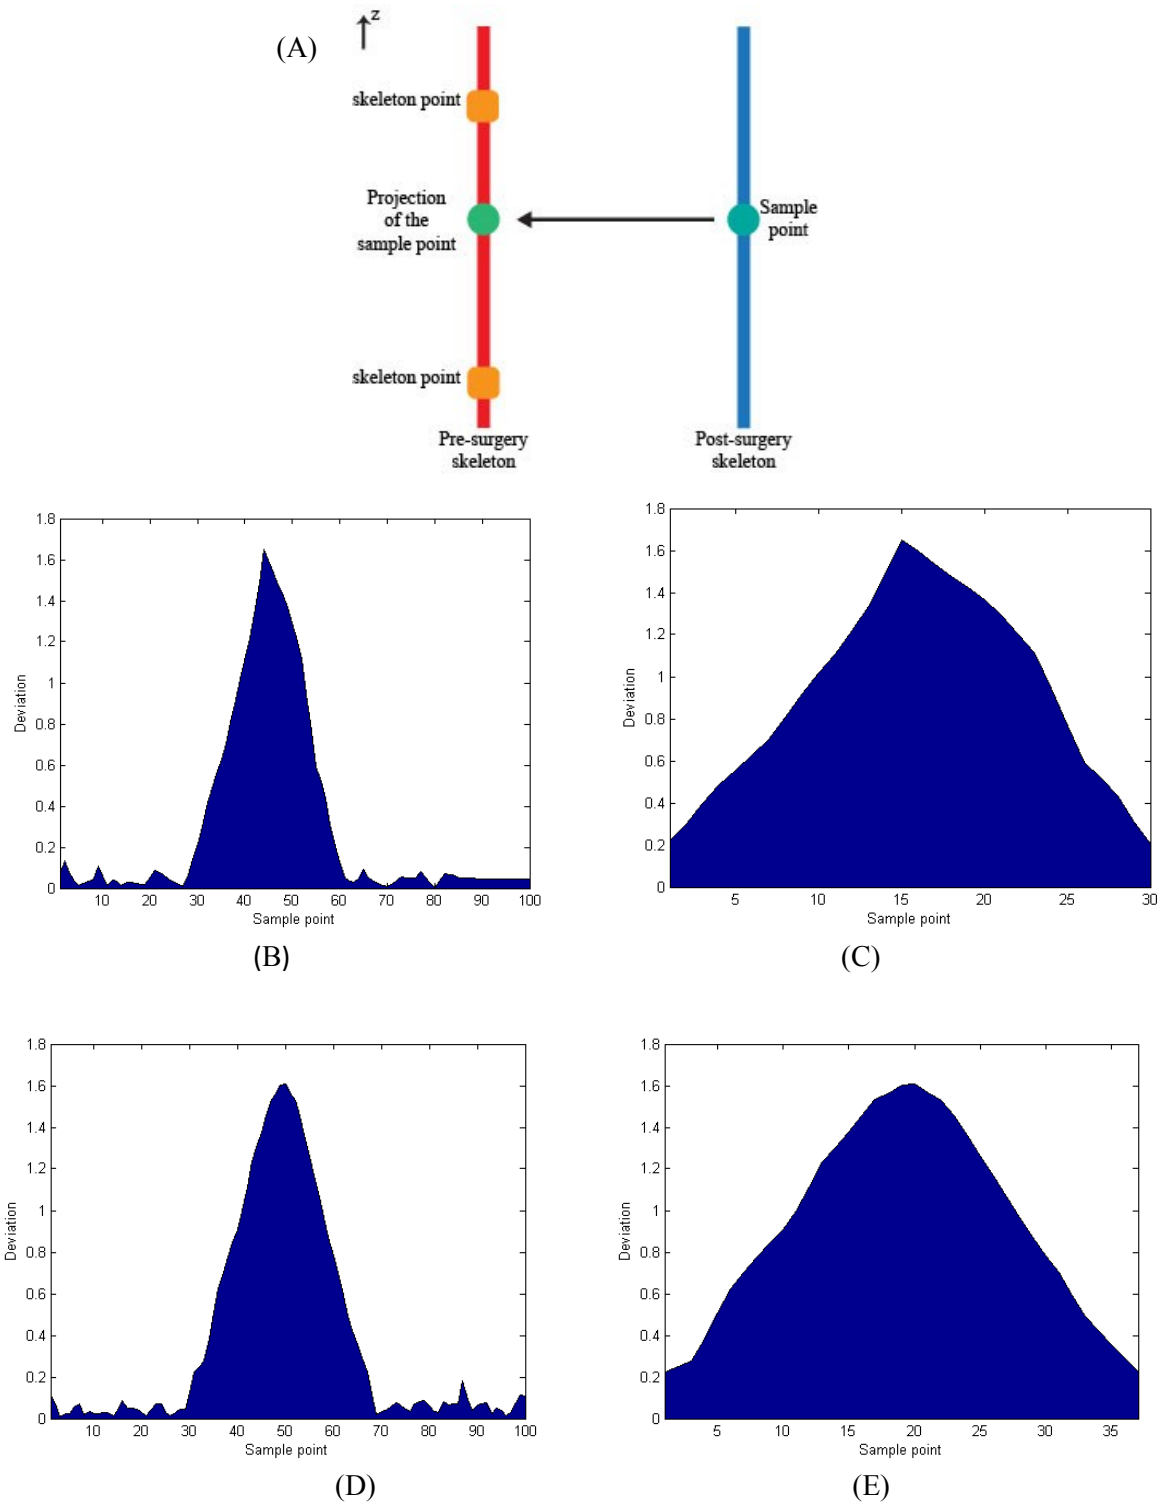 (A)
z
skeleton point
Projection
of the
sample point
Sample
point
skeleton point
Pre-surgery
skeleton
Post-surgery
skeleton
1.8
1.6
1.4
1.2
1
0.8
0.6
0.4
0.2
0
Deviation
10 20 30 40 50 60 70 80 90 100
Sample point
(B)
1.8
1.6
1.4
1.2
1
0.8
0.6
0.4
0.2
0
Deviation
5 10 15 20 25 30
Sample point
(C)
1.8
1.6
1.4
1.2
1
0.8
0.6
0.4
0.2
0
Deviation
10 20 30 40 50 60 70 80 90 100
Sample point
(D)
1.8
1.6
1.4
1.2
1
0.8
0.6
0.4
0.2
0
Deviation
5 10 15 20 25 30 35
Sample point
(E)